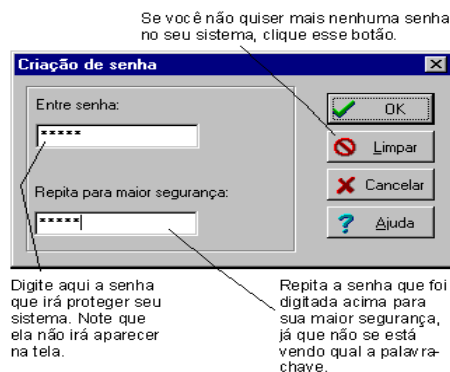 Se você não quiser mais nenhuma senha
no seu sistema, clique esse botão.
Criação de senha
Entre senha:
*****
OK
Limpar
Repita para maior segurança:
*****
Cancelar
Ajuda
Digite aqui a senha
que irá proteger seu
sistema. Note que
ela não irá aparecer
na tela.
Repita a senha que foi
digitada acima para
sua maior segurança,
já que não se está
vendo qual a palavra-
chave.